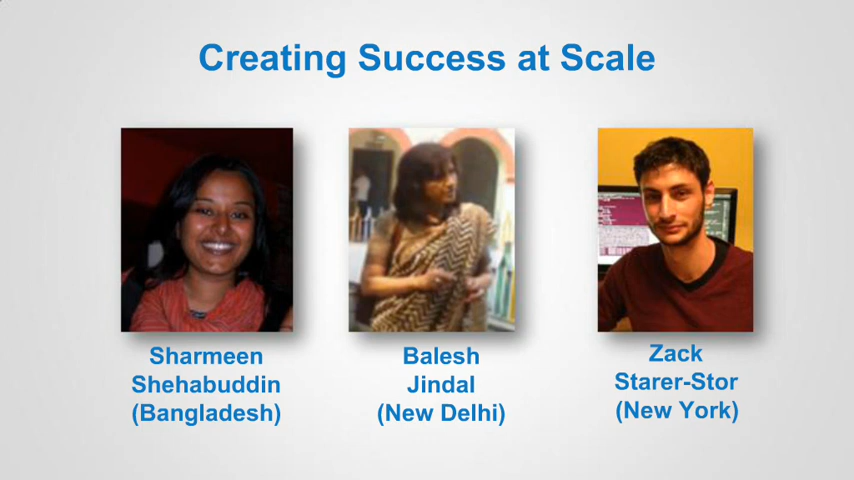 Creating Success at Scale
Sharmeen
Shehabuddin
(Bangladesh)
Balesh
Jindal
(New Delhi)
Zack
Starer-Stor
(New York)